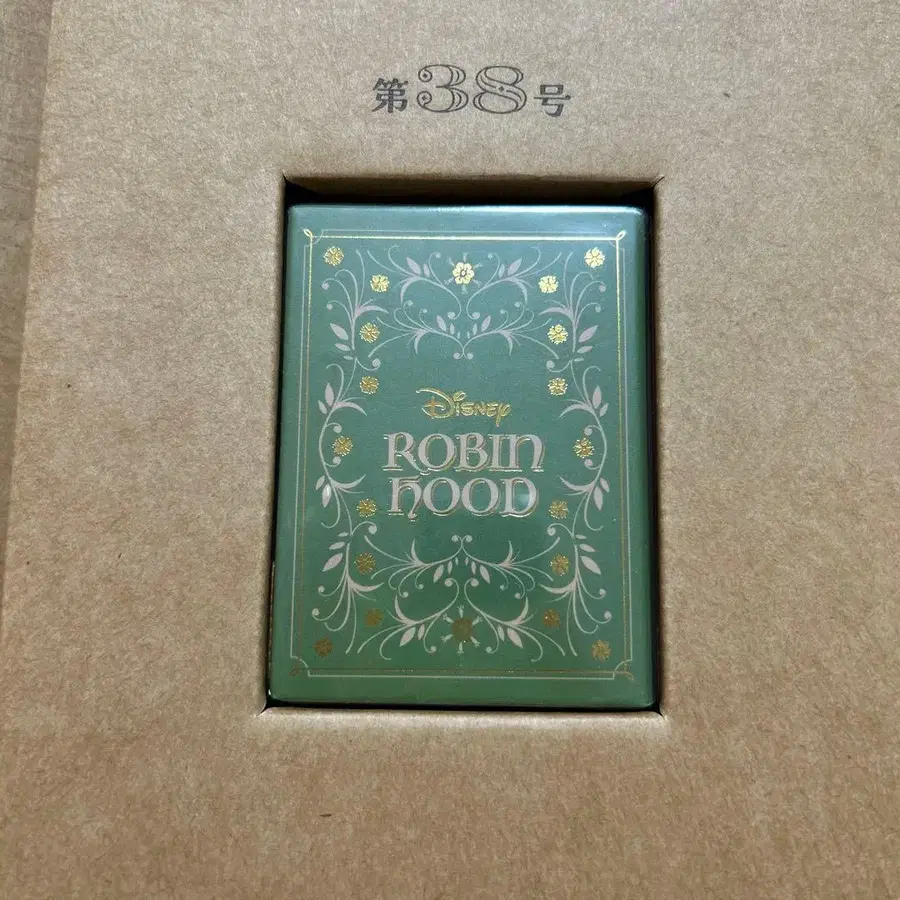 第38号
Disney
ROBIN
HOOD